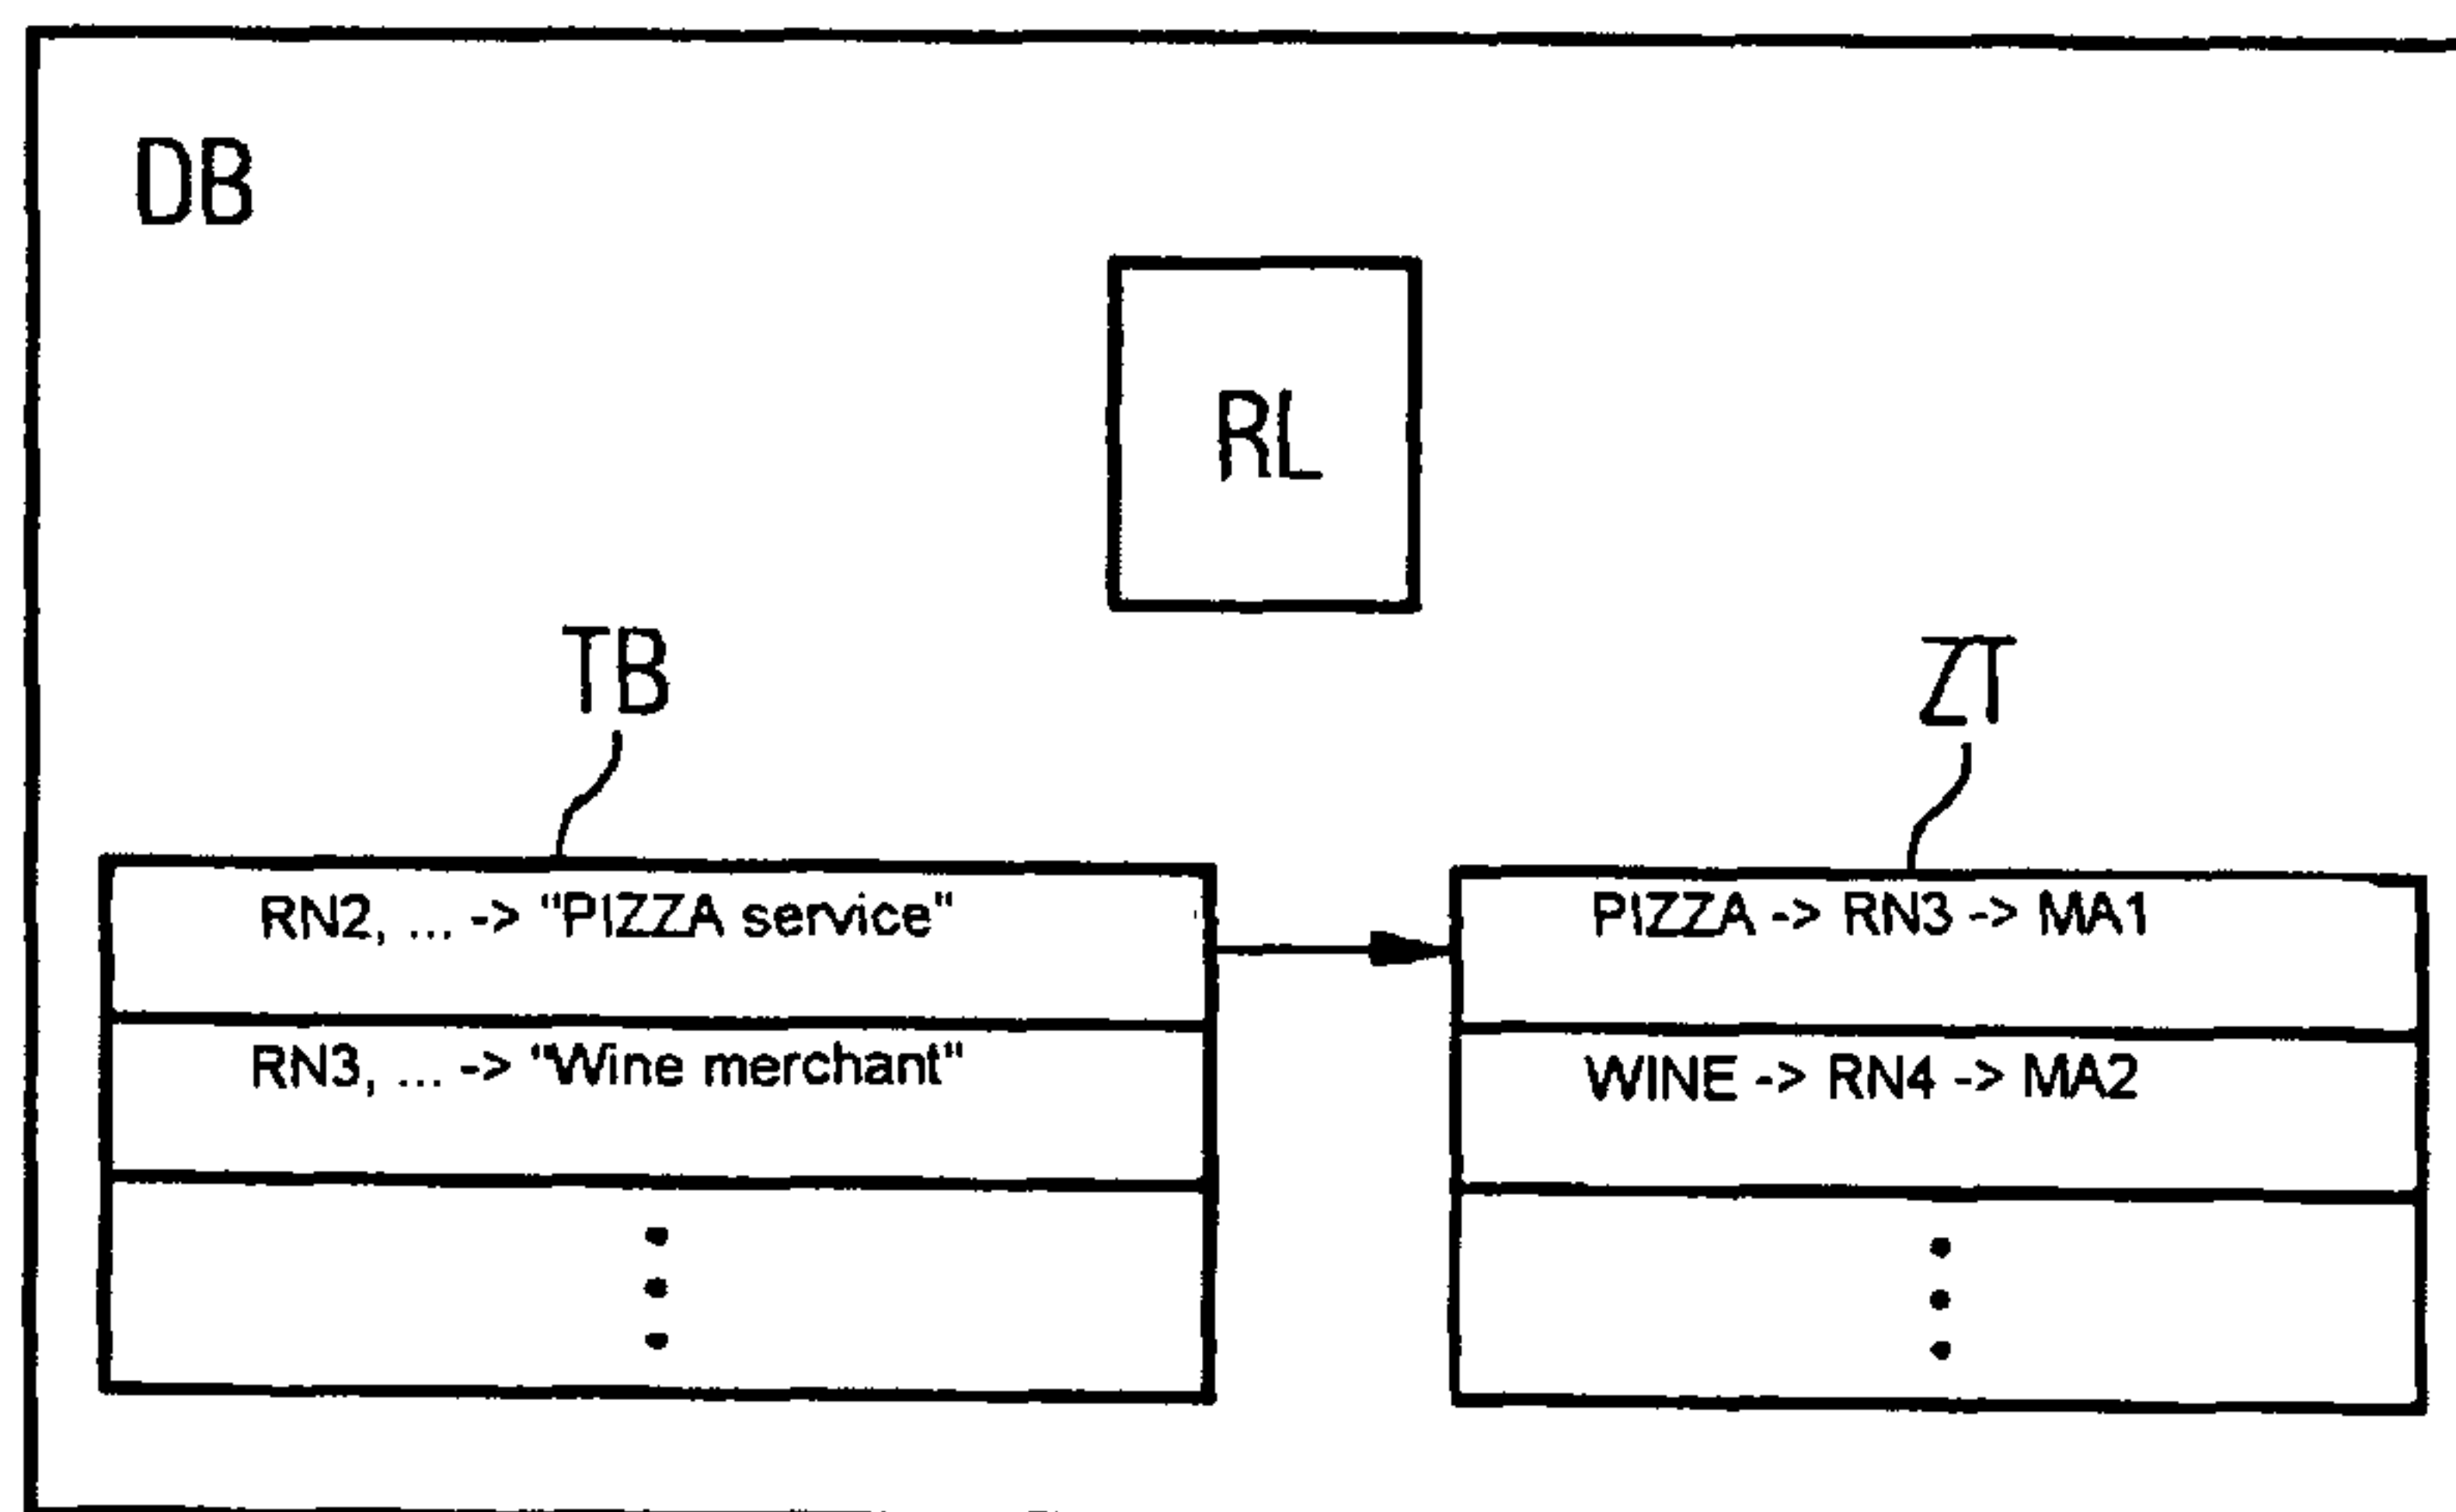 DB
RL
TB
ZT
RN2, ... -> "PIZZA service"
RN3, ... -> "Wine merchant"
PIZZA -> RN3 -> MA1
WINE -> RN4 -> MA2